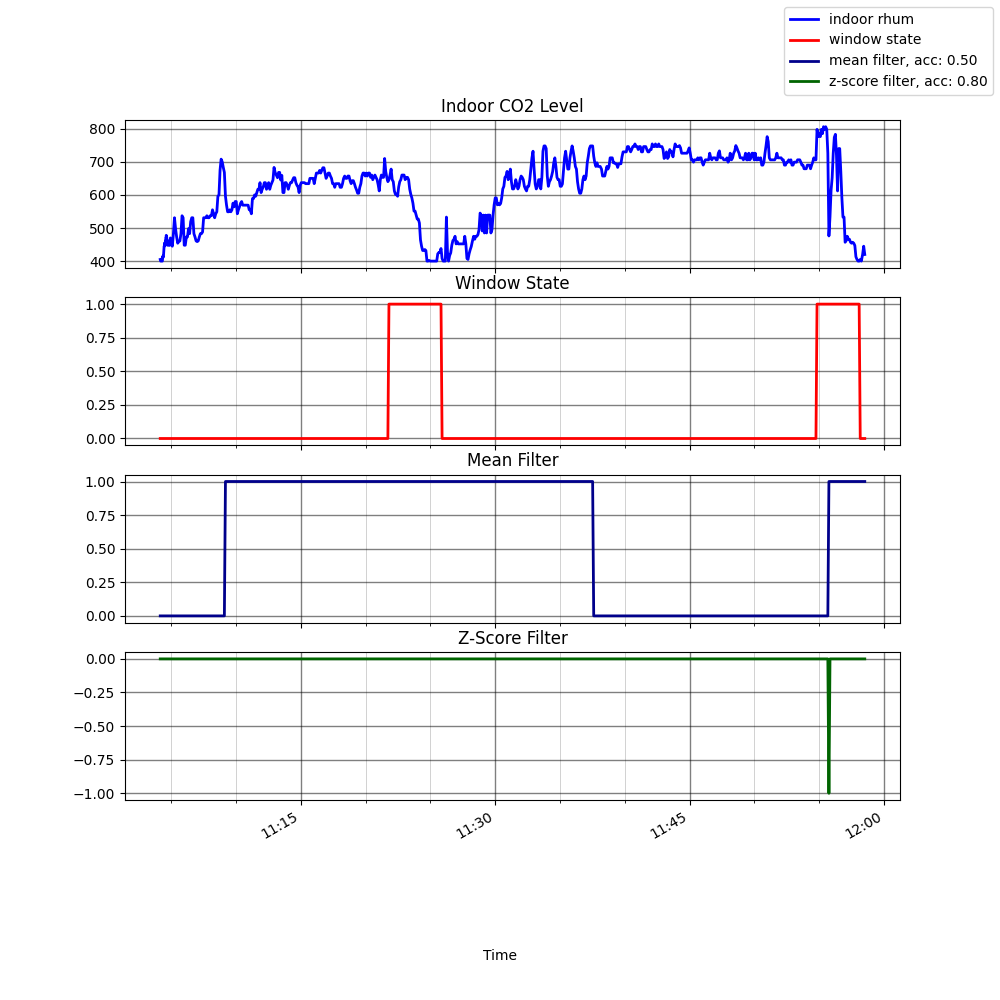 indoor rhum
window state
mean filter, acc: 0.50
z-score filter, acc: 0.80
Indoor CO2 Level
800
700
600
500
400
Window State
1.00
0.75
0.50
0.25
0.00
Mean Filter
1.00
0.75
0.50
0.25
0.00
Z-Score Filter
0.00
−0.25
−0.50
−0.75
−1.00
11:15 11:30 11:45 12:00
Time